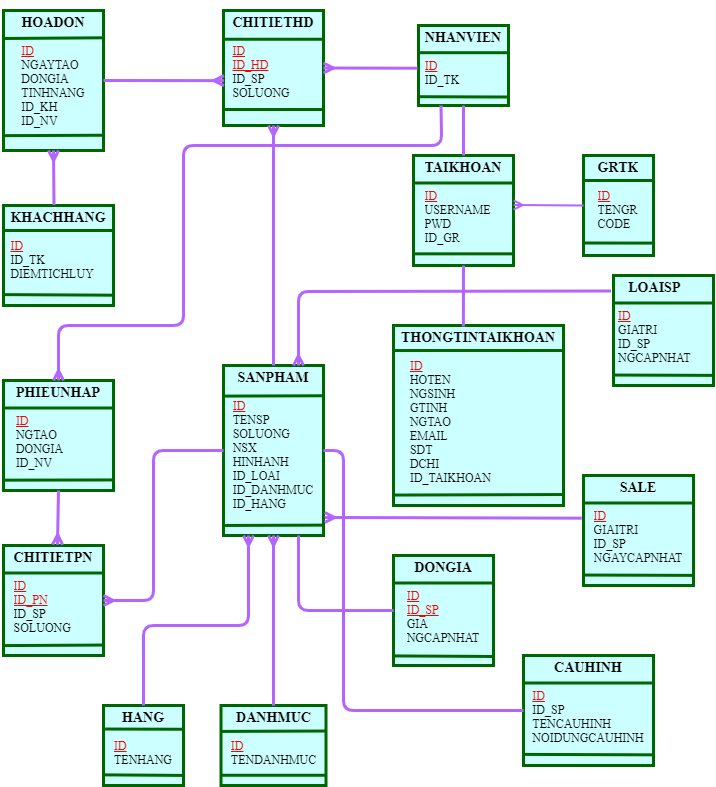 HOADON
ID
NGAYTAO
DONGIA
TINHNANG
ID_KH
ID_NV
CHITIETHD
ID
ID_HD
ID_SP
SOLUONG
NHANVIEN
ID
ID_TK
TAIKHOAN
ID
USERNAME
PWD
ID_GR
GRTK
ID
TENGR
CODE
KHACHHANG
ID
ID_TK
DIEMTICHLUY
LOAISP
ID
GIATRI
ID_SP
NGCAPNHAT
THONGTINTAIKHOAN
ID
HOTEN
NGSINH
GTINH
NGTAO
EMAIL
SDT
DCHI
ID_TAIKHOAN
SANPHAM
ID
TENSP
SOLUONG
NSX
HINHANH
ID_LOAI
ID_DANHMUC
ID_HANG
PHIEUNHAP
ID
NGTAO
DONGIA
ID_NV
SALE
ID
GIAITRI
ID_SP
NGAYCAPNHAT
CHITIETPN
ID
ID_PN
ID_SP
SOLUONG
DONGIA
ID
ID_SP
GIA
NGCAPNHAT
CAUHINH
ID
ID_SP
TENCAUHINH
NOIDUNGCAUHINH
HANG
ID
TENHANG
DANHMUC
ID
TENDANHMUC